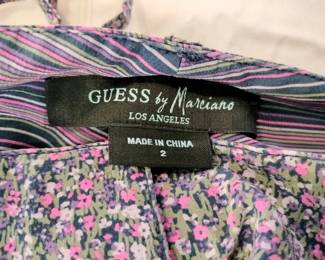 GUESS by Marciano
LOS ANGELES
MADE IN CHINA
2